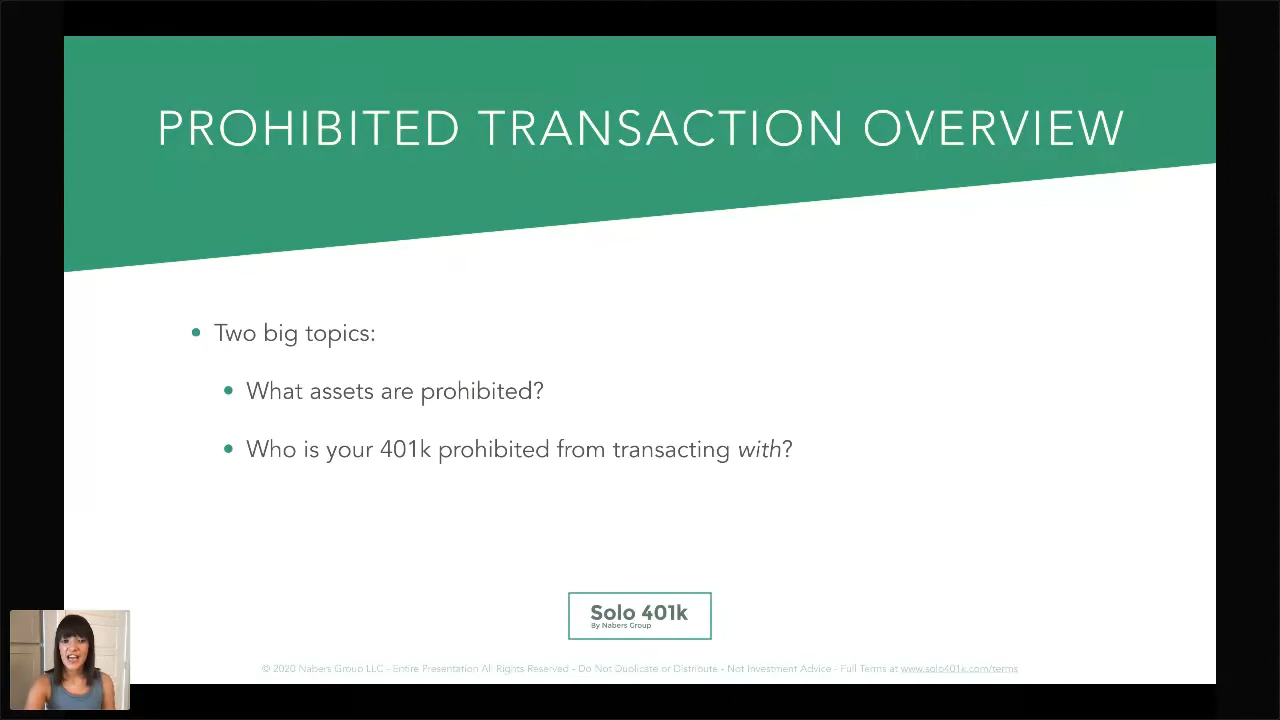 PROHIBITED TRANSACTION OVERVIEW
• Two big topics:
• What assets are prohibited?
• Who is your 401k prohibited from transacting with?
Solo 401k
By Nabers Group
© 2020 Nabers Group LLC - Entire Presentation All Rights Reserved - Do Not Duplicate or Distribute - Not Investment Advice - Full Terms at www.solo401k.com/terms